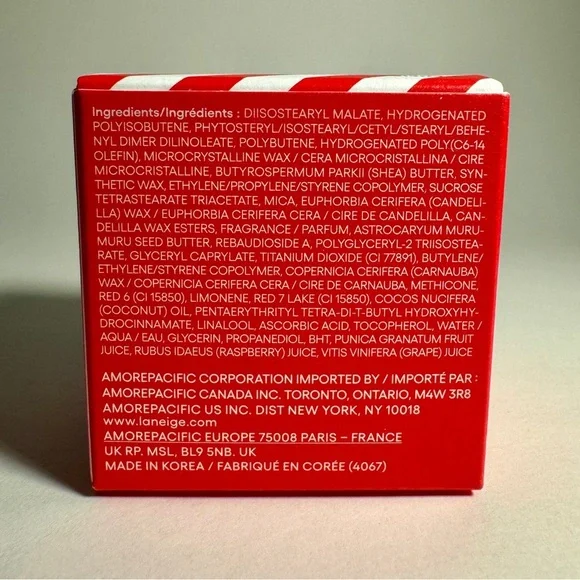 Ingredients/Ingrédients : DIISOSTEARYL MALATE, HYDROGENATED
POLYISOBUTENE, PHYTOSTERYL/ISOSTEARYL/CETYL/STEARYL/BEHE-
NYL DIMER DILINOLEATE, POLYBUTENE, HYDROGENATED POLY(C6-14
OLEFIN), MICROCRYSTALLINE WAX / CERA MICROCRISTALLINA / CIRE
MICROCRISTALLINE, BUTYROSPERMUM PARKII (SHEA) BUTTER, SYN-
THETIC WAX, ETHYLENE/PROPYLENE/STYRENE COPOLYMER, SUCROSE
TETRASTEARATE TRIACETATE, MICA, EUPHORBIA CERIFERA (CANDELI-
LLA) WAX / EUPHORBIA CERIFERA CERA / CIRE DE CANDELILLA, CAN-
DELILLA WAX ESTERS, FRAGRANCE / PARFUM, ASTROCARYUM MURU-
MURU SEED BUTTER, REBAUDIOSIDE A, POLYGLYCERYL-2 TRIISOSTEA-
RATE, GLYCERYL CAPRYLATE, TITANIUM DIOXIDE (CI 77891), BUTYLENE/
ETHYLENE/STYRENE COPOLYMER, COPERNICIA CERIFERA (CARNAUBA)
WAX / COPERNICIA CERIFERA CERA / CIRE DE CARNAUBA, METHICONE,
RED 6 (CI 15850), LIMONENE, RED 7 LAKE (CI 15850), COCOS NUCIFERA
(COCONUT) OIL, PENTAERYTHRITYL TETRA-DI-T-BUTYL HYDROXYHY-
DROCINNAMATE, LINALOOL, ASCORBIC ACID, TOCOPHEROL, WATER /
AQUA / EAU, GLYCERIN, PROPANEDIOL, BHT, PUNICA GRANATUM FRUIT
JUICE, RUBUS IDAEUS (RASPBERRY) JUICE, VITIS VINIFERA (GRAPE) JUICE
AMOREPACIFIC CORPORATION IMPORTED BY / IMPORTÉ PAR :
AMOREPACIFIC CANADA INC. TORONTO, ONTARIO, M4W 3R8
AMOREPACIFIC US INC. DIST NEW YORK, NY 10018
www.laneige.com
AMOREPACIFIC EUROPE 75008 PARIS – FRANCE
UK RP. MSL, BL9 5NB. UK
MADE IN KOREA / FABRIQUÉ EN CORÉE (4067)